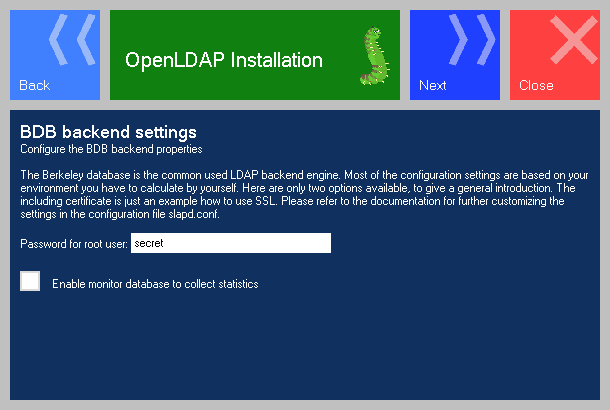 Back
OpenLDAP Installation
Next
Close
BDB backend settings
Configure the BDB backend properties
The Berkeley database is the common used LDAP backend engine. Most of the configuration settings are based on your
environment you have to calculate by yourself. Here are only two options available, to give a general introduction. The
including certificate is just an example how to use SSL. Please refer to the documentation for further customizing the
settings in the configuration file slapd.conf.
Password for root user: secret
Enable monitor database to collect statistics